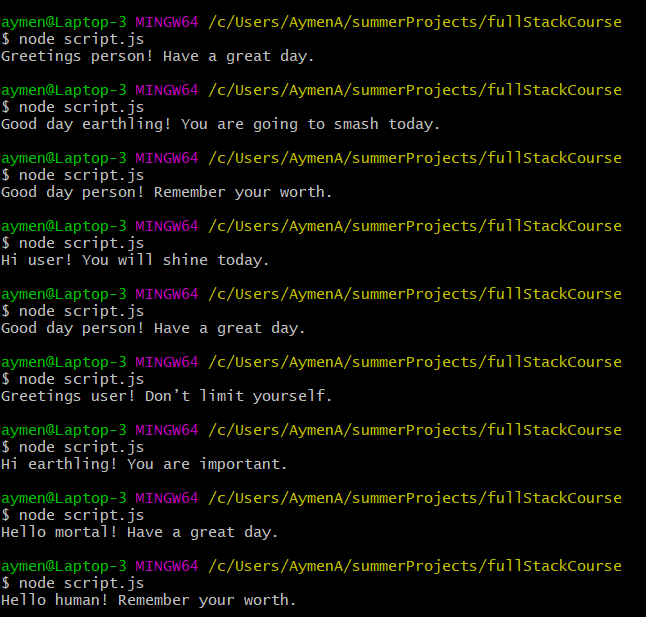 aymen@Laptop-3 MINGW64 /c/Users/AymenA/summerProjects/fullStackCourse
$ node script.js
Greetings person! Have a great day.
aymen@Laptop-3 MINGW64 /c/Users/AymenA/summerProjects/fullStackCourse
$ node script.js
Good day earthling! You are going to smash today.
aymen@Laptop-3 MINGW64 /c/Users/AymenA/summerProjects/fullStackCourse
$ node script.js
Good day person! Remember your worth.
aymen@Laptop-3 MINGW64 /c/Users/AymenA/summerProjects/fullStackCourse
$ node script.js
Hi user! You will shine today.
aymen@Laptop-3 MINGW64 /c/Users/AymenA/summerProjects/fullStackCourse
$ node script.js
Good day person! Have a great day.
aymen@Laptop-3 MINGW64 /c/Users/AymenA/summerProjects/fullStackCourse
$ node script.js
Greetings user! Don't limit yourself.
aymen@Laptop-3 MINGW64 /c/Users/AymenA/summerProjects/fullStackCourse
$ node script.js
Hi earthling! You are important.
aymen@Laptop-3 MINGW64 /c/Users/AymenA/summerProjects/fullStackCourse
$ node script.js
Hello mortal! Have a great day.
aymen@Laptop-3 MINGW64 /c/Users/AymenA/summerProjects/fullStackCourse
$ node script.js
Hello human! Remember your worth.